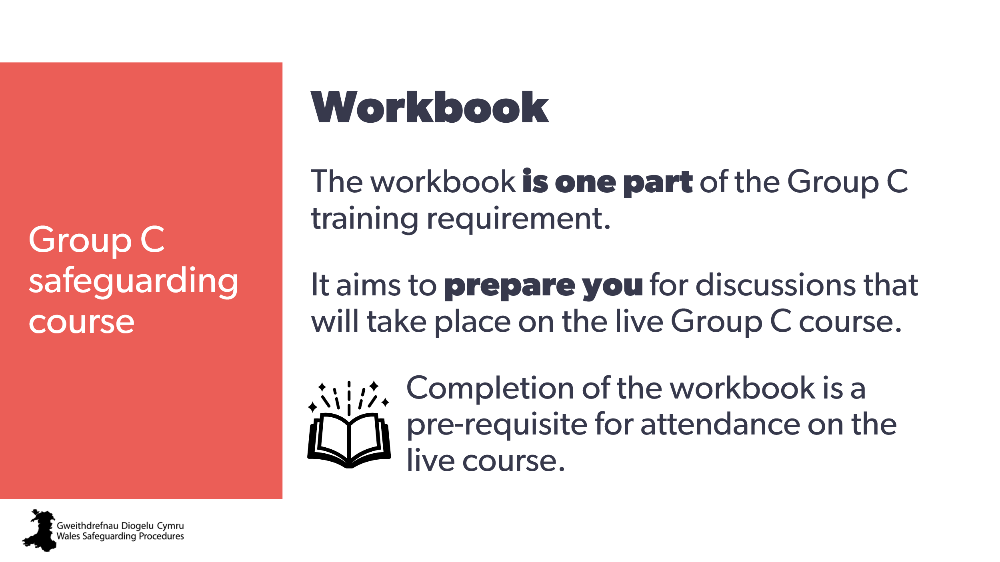 Group C
safeguarding
course
Workbook
The workbook is one part of the Group C
training requirement.
It aims to prepare you for discussions that
will take place on the live Group C course.
Completion of the workbook is a
pre-requisite for attendance on the
live course.
Gweithdrefnau Diogelu Cymru
Wales Safeguarding Procedures